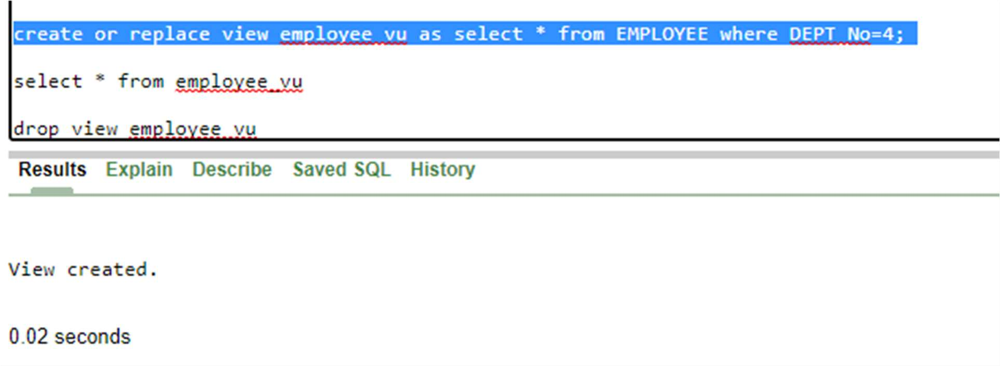 create or replace view employee_vu as select * from EMPLOYEE where DEPT_No=4;
select * from employee_vu
drop view employee_vu
Results Explain Describe Saved SQL History
View created.
0.02 seconds